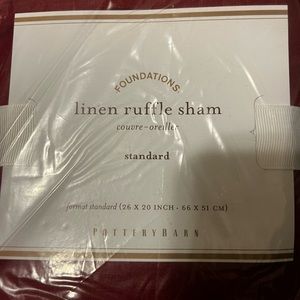 FOUNDATIONS
linen ruffle sham
couvre-oreiller
standard
format standard (26 X 20 INCH • 66 X 51 CM)
POTTERY BARN